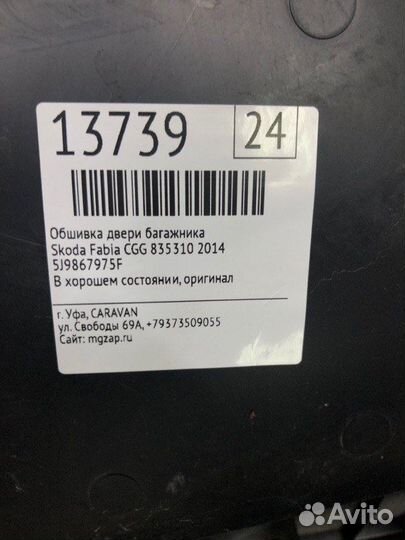 13739 24
Обшивка двери багажника
Skoda Fabia CGG 835310 2014
5J9867975F
В хорошем состоянии, оригинал
г. Уфа, CARAVAN
ул. Свободы 69А, +79373509055
Сайт: mgzap.ru
Avito